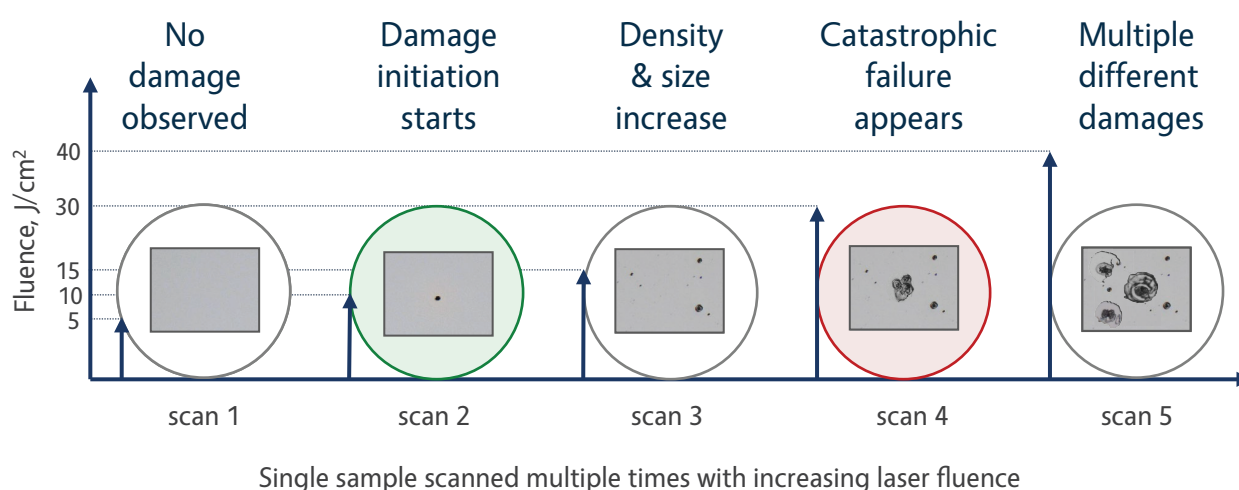 No
damage
observed
Damage
initiation
starts
Density
& size
increase
Catastrophic
failure
appears
Multiple
different
damages
Fluence, J/cm²
40
30
15
10
5
scan 1
scan 2
scan 3
scan 4
scan 5
Single sample scanned multiple times with increasing laser fluence